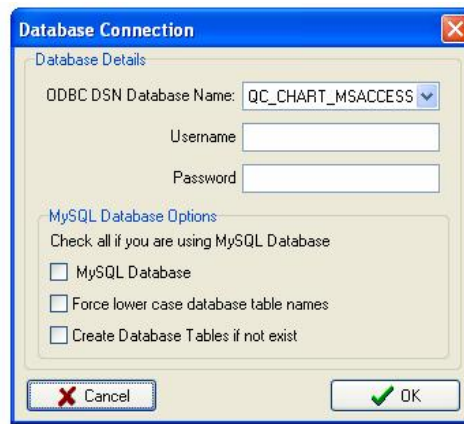 Database Connection
Database Details
ODBC DSN Database Name: QC_CHART_MSACCESS
Username
Password
MySQL Database Options
Check all if you are using MySQL Database
MySQL Database
Force lower case database table names
Create Database Tables if not exist
Cancel OK